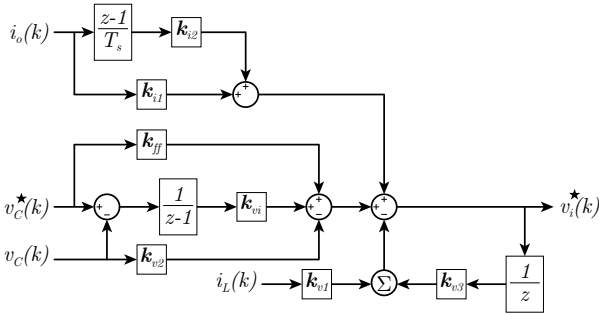 i_o(k)
z-1
T_s
k_i2
k_i1
+
+
+
k_ff
v_C^★(k)
+
−
1
z-1
k_vi
+
+
−
+
−
v_i^★(k)
v_C(k)
k_v2
i_L(k)
k_v1
Σ
k_v3
1
z